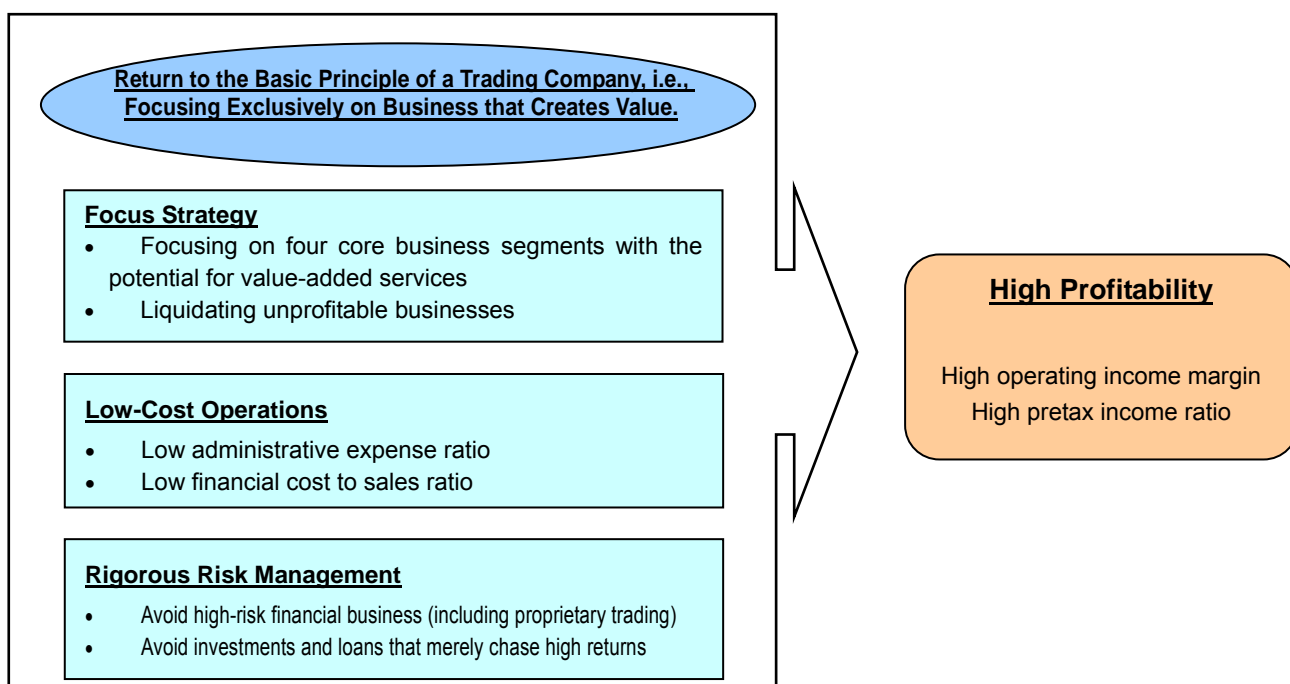 Return to the Basic Principle of a Trading Company, i.e.,
Focusing Exclusively on Business that Creates Value.
Focus Strategy
• Focusing on four core business segments with the
potential for value-added services
• Liquidating unprofitable businesses
Low-Cost Operations
• Low administrative expense ratio
• Low financial cost to sales ratio
Rigorous Risk Management
• Avoid high-risk financial business (including proprietary trading)
• Avoid investments and loans that merely chase high returns
High Profitability
High operating income margin
High pretax income ratio